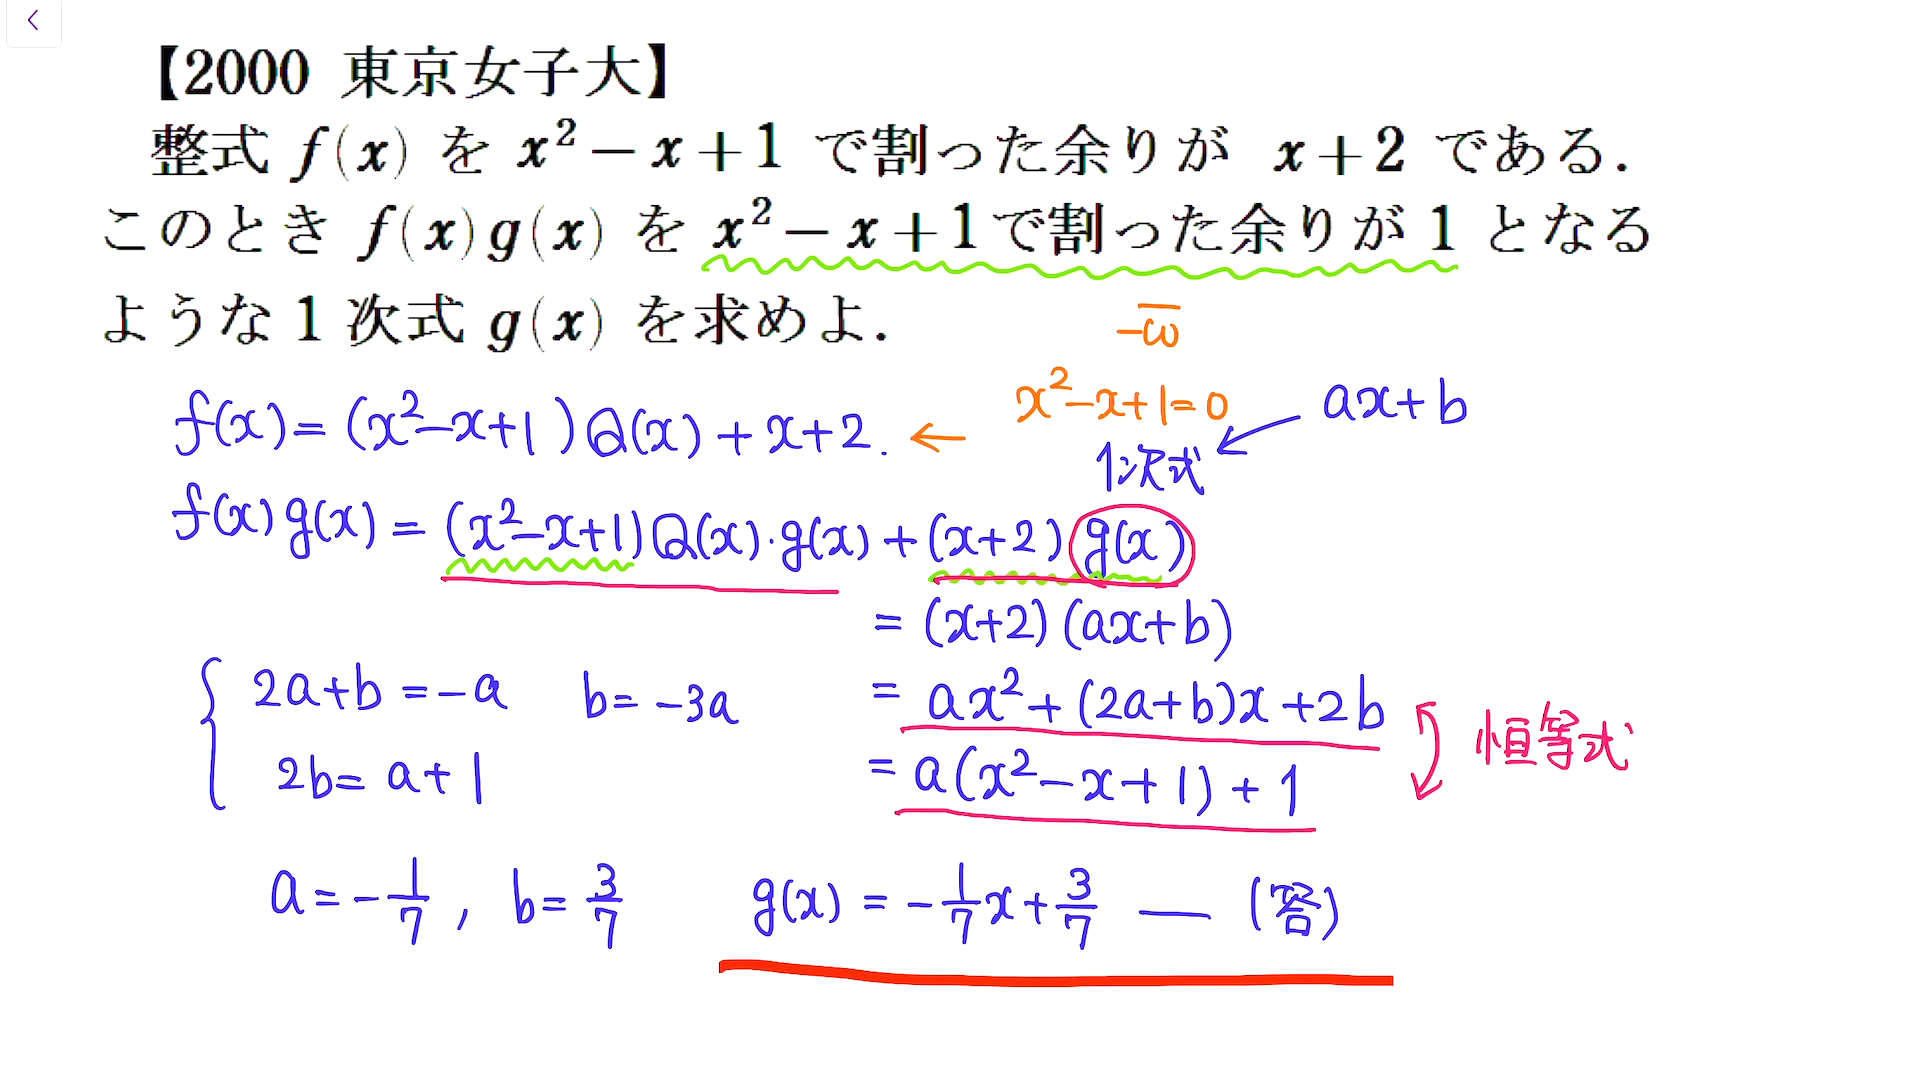 【2000 東京女子大】
整式 f(x) を x²－x＋1 で割った余りが x＋2 である.
このとき f(x)g(x) を x²－x＋1で割った余りが 1 となる
ような 1 次式 g(x) を求めよ.
-ω̅
x²-x+1=0
ax+b
1次式
f(x)=(x²-x+1)Q(x)+x+2.
f(x)g(x)=(x²-x+1)Q(x)·g(x)+(x+2)g(x)
=(x+2)(ax+b)
=ax²+(2a+b)x+2b
=a(x²-x+1)+1
恒等式
2a+b=-a b=-3a
2b=a+1
a=-1/7, b=3/7
g(x)=-1/7x+3/7 —(答)